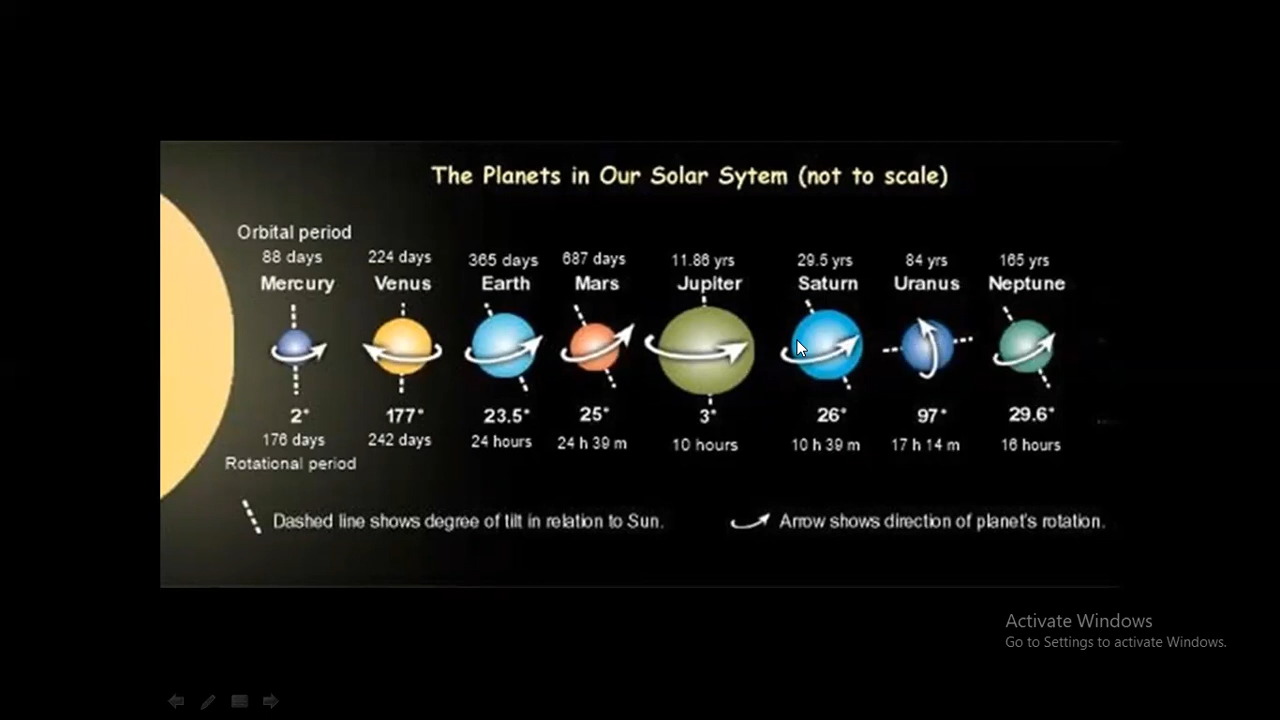 The Planets in Our Solar Sytem (not to scale)
Orbital period
88 days 224 days 365 days 687 days 11.86 yrs 29.5 yrs 84 yrs 165 yrs
Mercury Venus Earth Mars Jupiter Saturn Uranus Neptune
2° 177° 23.5° 25° 3° 26° 97° 29.6°
176 days 242 days 24 hours 24 h 39 m 10 hours 10 h 39 m 17 h 14 m 16 hours
Rotational period
Dashed line shows degree of tilt in relation to Sun. Arrow shows direction of planet's rotation.
Activate Windows
Go to Settings to activate Windows.